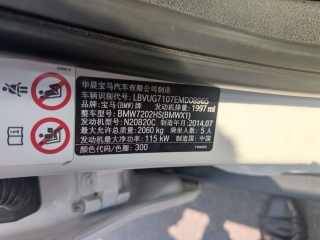 华晨宝马汽车有限公司制造
车辆识别代号: LBVUG7107EMD08965
品牌: 宝马(BMW)牌 发动机排量: 1997 ml
整车型号: BMW7202HS(BMWX1)
发动机型号: N20B20C 制造年月: 2014.07
最大允许总质量: 2060 kg 乘坐人数: 5 人
发动机最大净功率: 115 kW 制造国: 中国
颜色代码/色圈: 300